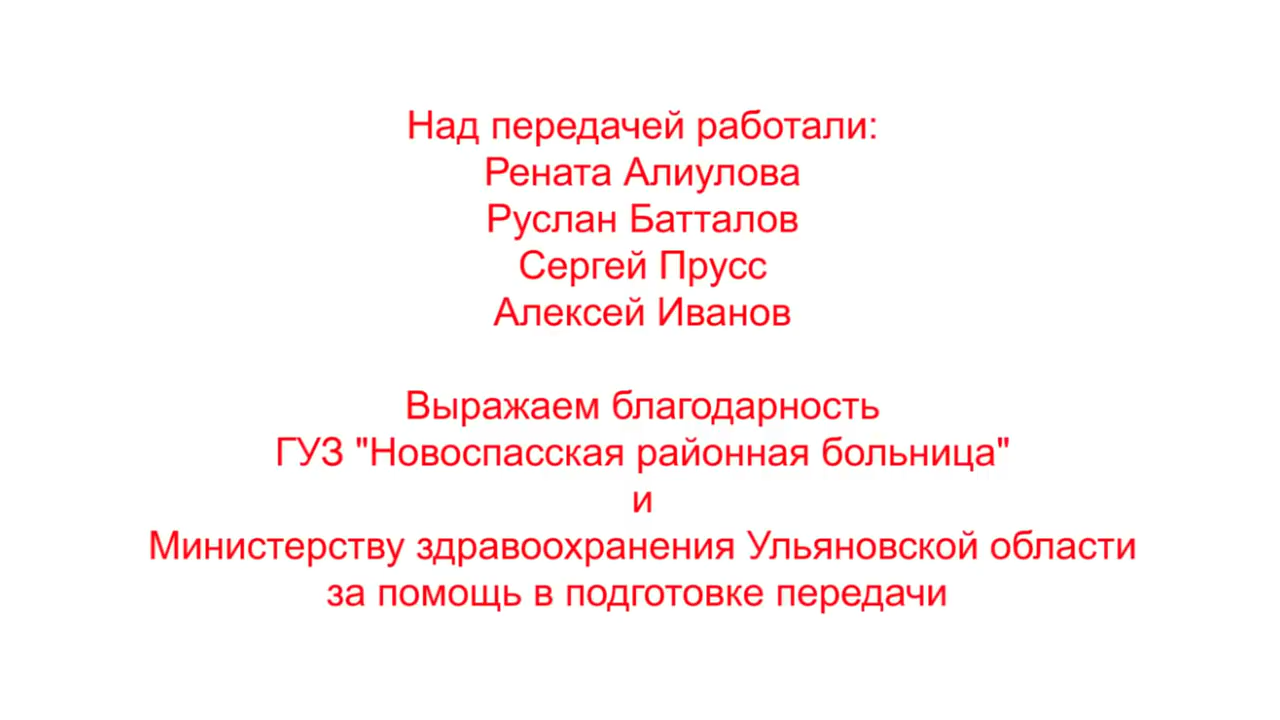 Над передачей работали:
Рената Алиулова
Руслан Батталов
Сергей Прусс
Алексей Иванов
Выражаем благодарность
ГУЗ "Новоспасская районная больница"
и
Министерству здравоохранения Ульяновской области
за помощь в подготовке передачи